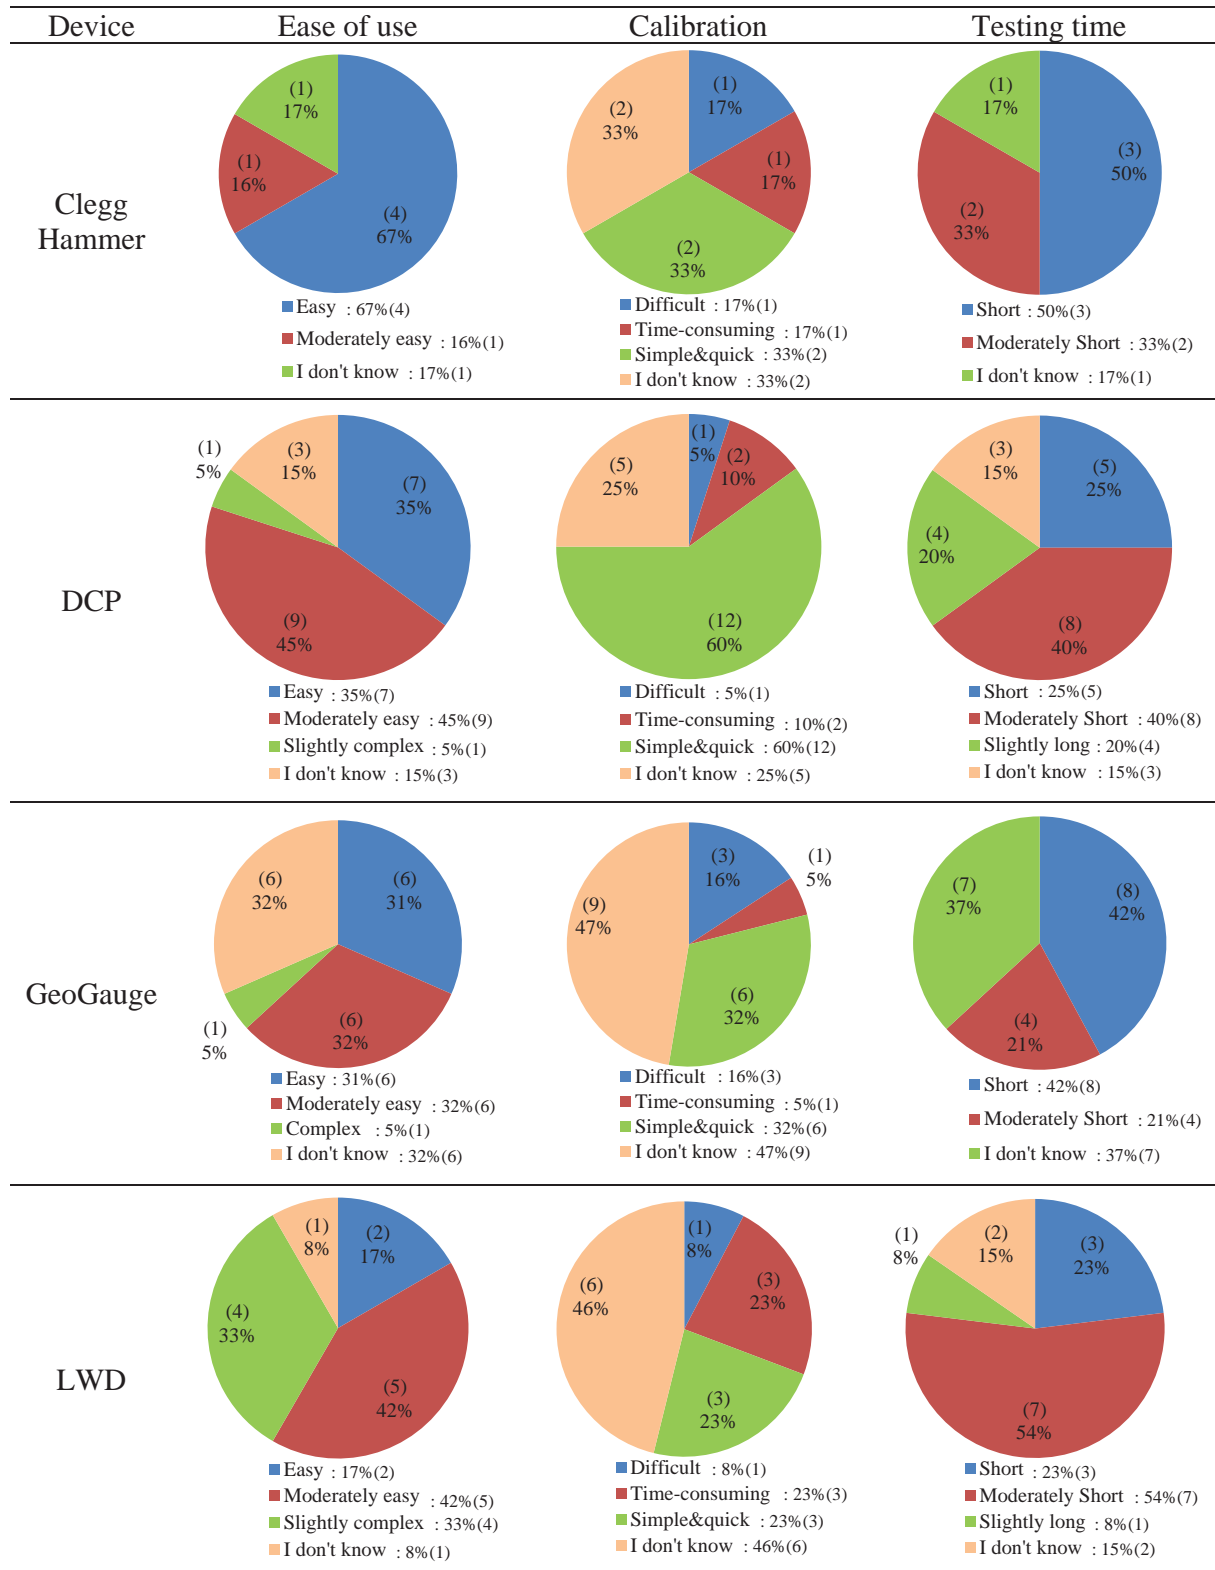 Device Ease of use Calibration Testing time
Clegg
Hammer
(1)
17%
(1)
16%
(4)
67%
Easy : 67%(4)
Moderately easy : 16%(1)
I don't know : 17%(1)
(2)
33%
(1)
17%
(1)
17%
(2)
33%
Difficult : 17%(1)
Time-consuming : 17%(1)
Simple&quick : 33%(2)
I don't know : 33%(2)
(1)
17%
(3)
50%
(2)
33%
Short : 50%(3)
Moderately Short : 33%(2)
I don't know : 17%(1)
DCP
(1)
5%
(3)
15%
(7)
35%
(9)
45%
Easy : 35%(7)
Moderately easy : 45%(9)
Slightly complex : 5%(1)
I don't know : 15%(3)
(5)
25%
(1)
5%
(2)
10%
(12)
60%
Difficult : 5%(1)
Time-consuming : 10%(2)
Simple&quick : 60%(12)
I don't know : 25%(5)
(3)
15%
(5)
25%
(4)
20%
(8)
40%
Short : 25%(5)
Moderately Short : 40%(8)
Slightly long : 20%(4)
I don't know : 15%(3)
GeoGauge
(6)
32%
(6)
31%
(1)
5%
(6)
32%
Easy : 31%(6)
Moderately easy : 32%(6)
Complex : 5%(1)
I don't know : 32%(6)
(9)
47%
(3)
16%
(1)
5%
(6)
32%
Difficult : 16%(3)
Time-consuming : 5%(1)
Simple&quick : 32%(6)
I don't know : 47%(9)
(7)
37%
(8)
42%
(4)
21%
Short : 42%(8)
Moderately Short : 21%(4)
I don't know : 37%(7)
LWD
(1)
8%
(2)
17%
(4)
33%
(5)
42%
Easy : 17%(2)
Moderately easy : 42%(5)
Slightly complex : 33%(4)
I don't know : 8%(1)
(6)
46%
(1)
8%
(3)
23%
(3)
23%
Difficult : 8%(1)
Time-consuming : 23%(3)
Simple&quick : 23%(3)
I don't know : 46%(6)
(1)
8%
(2)
15%
(3)
23%
(7)
54%
Short : 23%(3)
Moderately Short : 54%(7)
Slightly long : 8%(1)
I don't know : 15%(2)